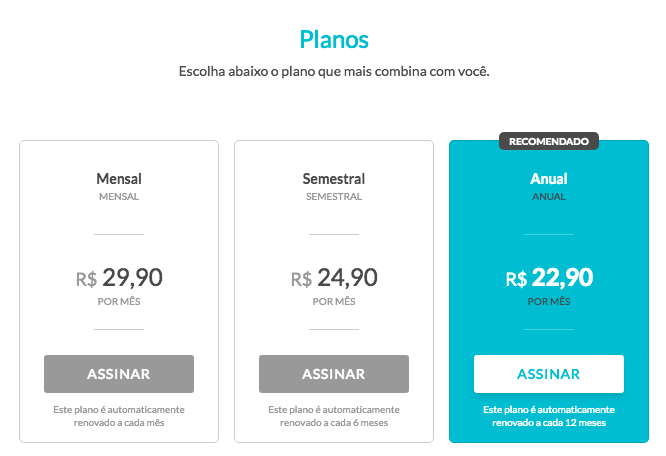 Planos
Escolha abaixo o plano que mais combina com você.
Mensal
MENSAL
R$ 29,90
POR MÊS
ASSINAR
Este plano é automaticamente
renovado a cada mês
Semestral
SEMESTRAL
R$ 24,90
POR MÊS
ASSINAR
Este plano é automaticamente
renovado a cada 6 meses
RECOMENDADO
Anual
ANUAL
R$ 22,90
POR MÊS
ASSINAR
Este plano é automaticamente
renovado a cada 12 meses